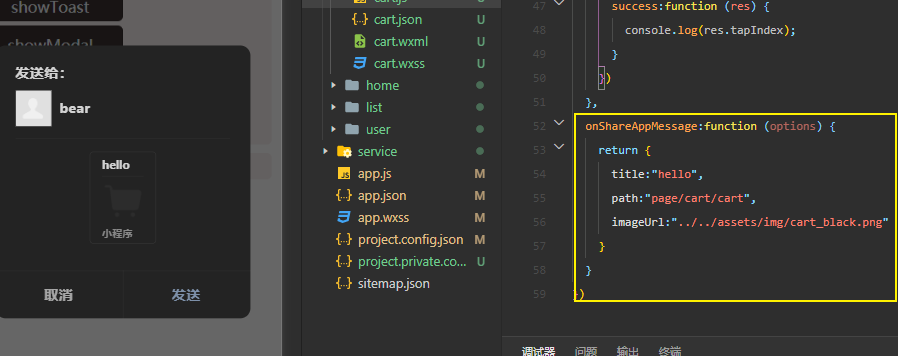 showToast
showModal
发送给：
bear
hello
小程序
取消
发送
cart.js
cart.json U
cart.wxml U
cart.wxss U
home
list
user
service
app.js M
app.json M
app.wxss M
project.config.json M
project.private.co... U
sitemap.json
47 success:function (res) {
48 console.log(res.tapIndex);
49 }
50 })
51 },
52 onShareAppMessage:function (options) {
53 return {
54 title:"hello",
55 path:"page/cart/cart",
56 imageUrl:"../../assets/img/cart_black.png"
57 }
58 }
59 })
调试器 问题 输出 终端